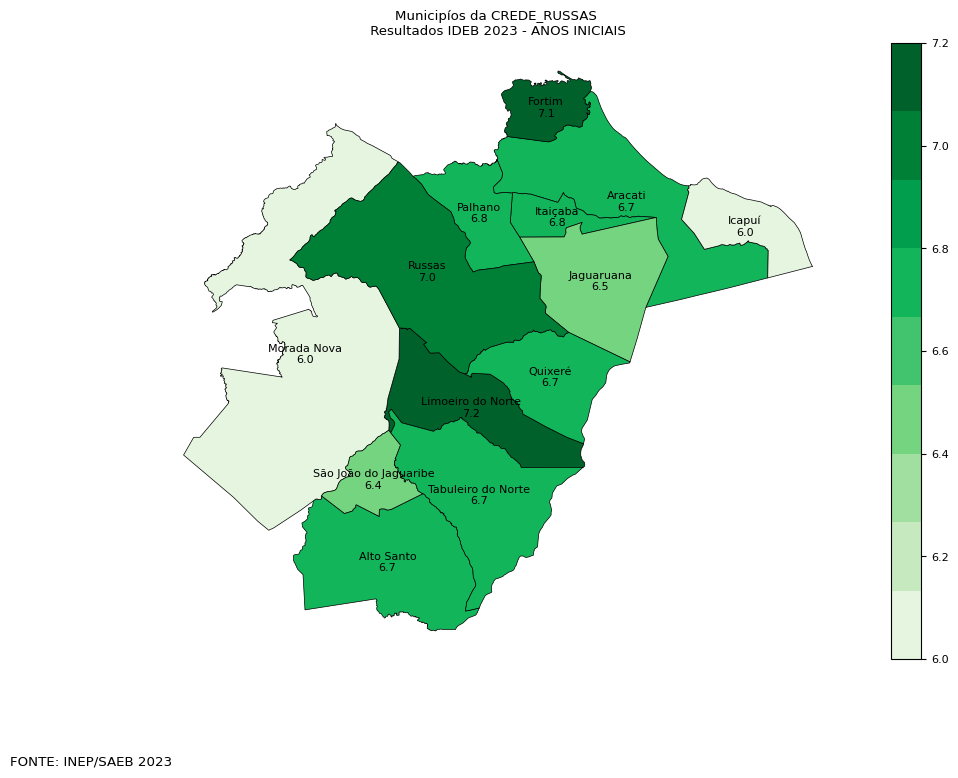 Municipíos da CREDE_RUSSAS
Resultados IDEB 2023 - ANOS INICIAIS
7.2
7.0
6.8
6.6
6.4
6.2
6.0
Fortim
7.1
Aracati
6.7
Palhano
6.8
Itaiçaba
6.8
Icapuí
6.0
Russas
7.0
Jaguaruana
6.5
Morada Nova
6.0
Quixeré
6.7
Limoeiro do Norte
7.2
São João do Jaguaribe
6.4
Tabuleiro do Norte
6.7
Alto Santo
6.7
FONTE: INEP/SAEB 2023